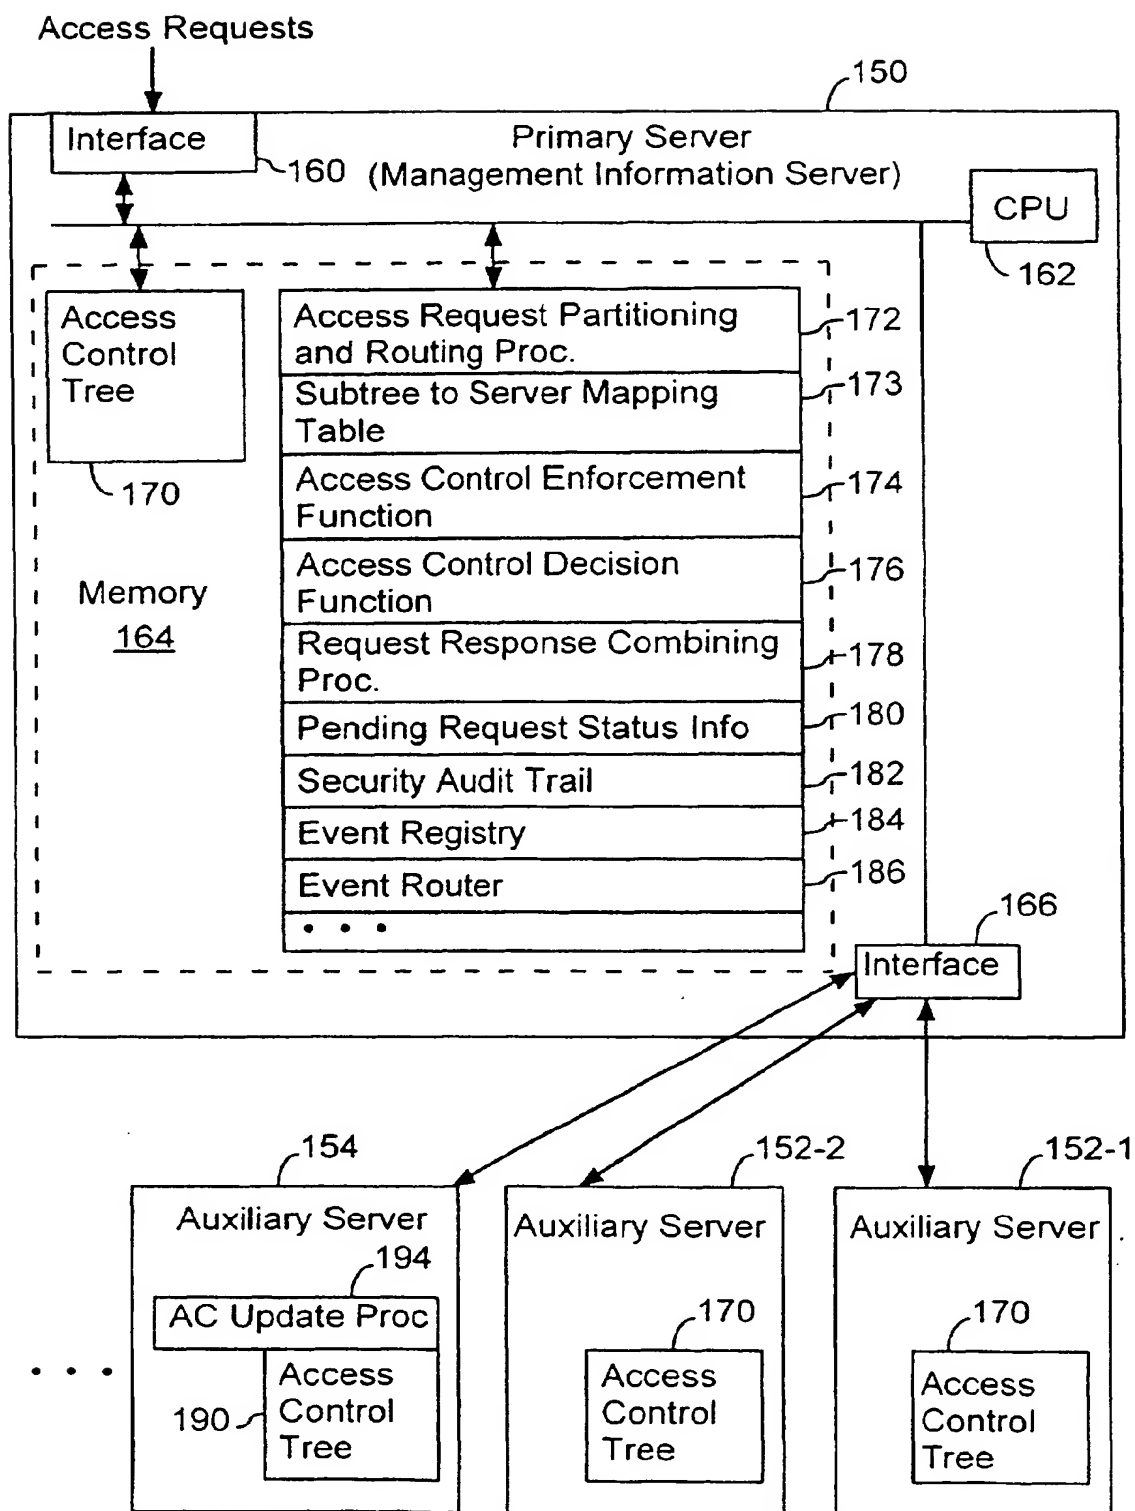 Access Requests
150
Interface
160
Primary Server
(Management Information Server)
CPU
162
Access
Control
Tree
170
Memory
164
Access Request Partitioning
and Routing Proc.
172
Subtree to Server Mapping
Table
173
Access Control Enforcement
Function
174
Access Control Decision
Function
176
Request Response Combining
Proc.
178
Pending Request Status Info
180
Security Audit Trail
182
Event Registry
184
Event Router
186
• • •
166
Interface
154
Auxiliary Server
194
AC Update Proc
190
Access
Control
Tree
• • •
152-2
Auxiliary Server
170
Access
Control
Tree
152-1
Auxiliary Server
170
Access
Control
Tree